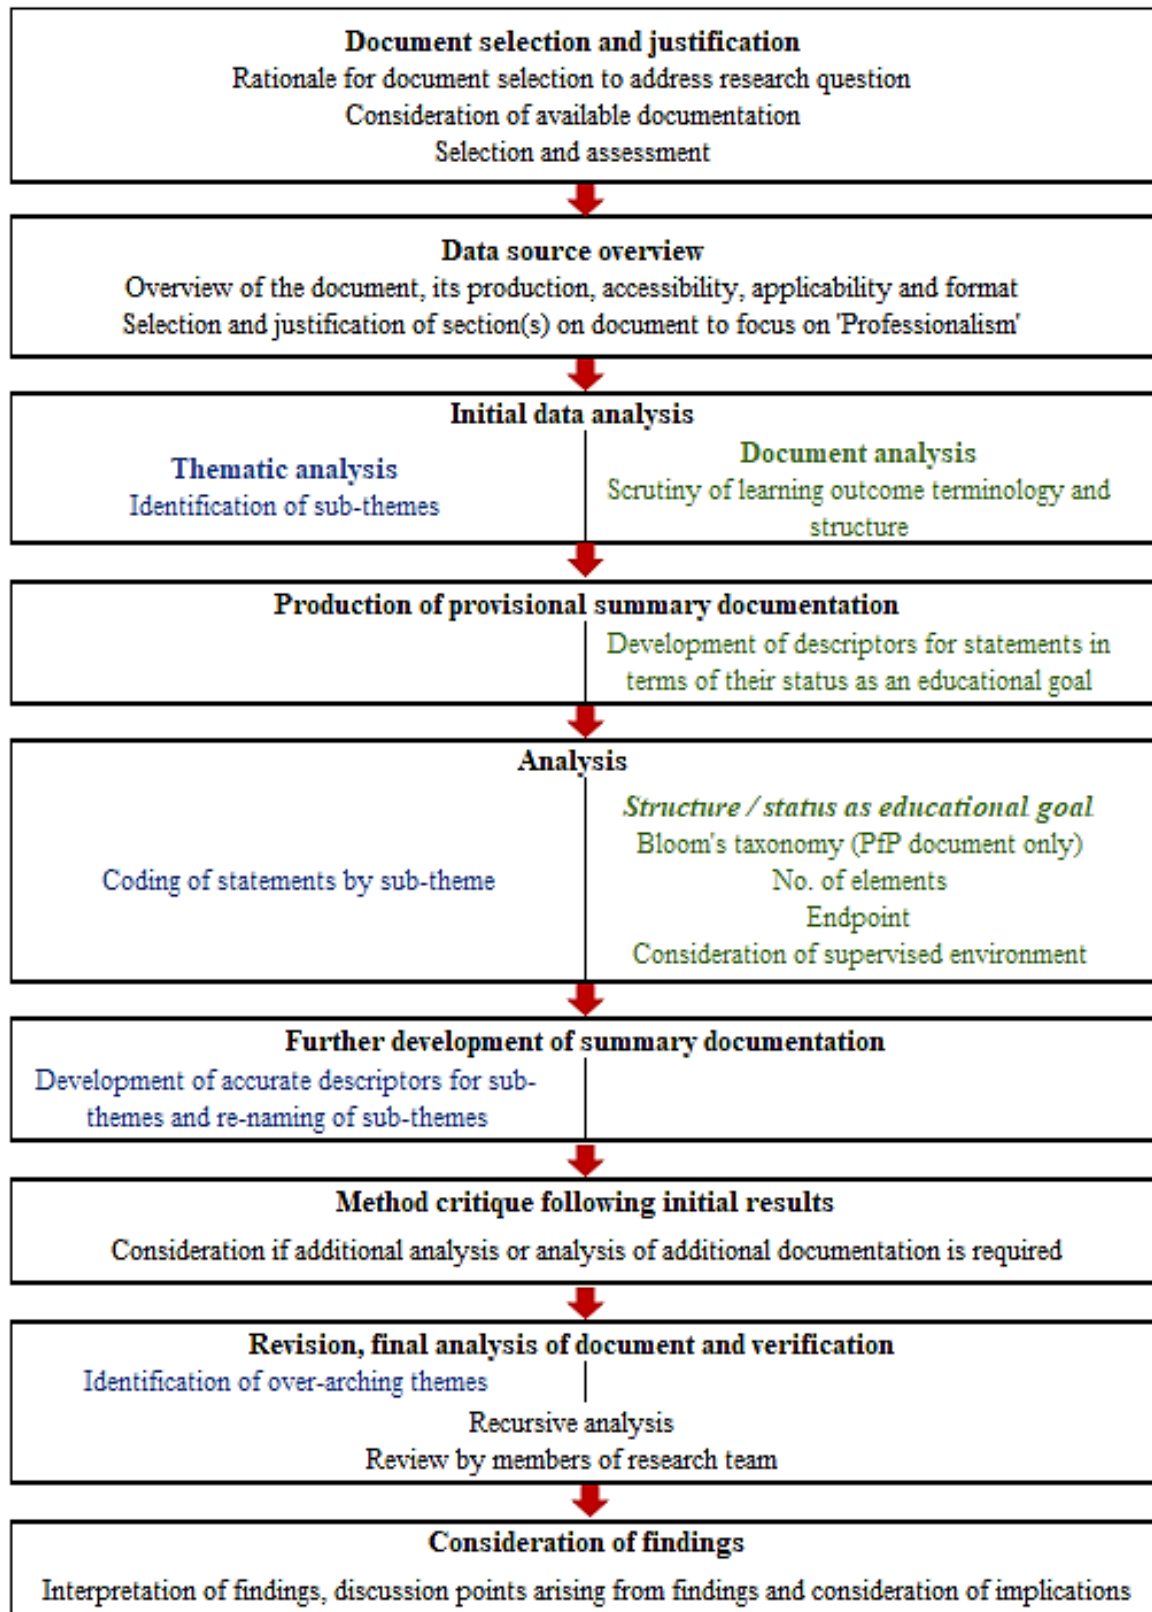 Document selection and justification
Rationale for document selection to address research question
Consideration of available documentation
Selection and assessment
Data source overview
Overview of the document, its production, accessibility, applicability and format
Selection and justification of section(s) on document to focus on 'Professionalism'
Initial data analysis
Thematic analysis
Identification of sub-themes
Document analysis
Scrutiny of learning outcome terminology and
structure
Production of provisional summary documentation
Development of descriptors for statements in
terms of their status as an educational goal
Analysis
Coding of statements by sub-theme
Structure / status as educational goal
Bloom's taxonomy (PfP document only)
No. of elements
Endpoint
Consideration of supervised environment
Further development of summary documentation
Development of accurate descriptors for sub-
themes and re-naming of sub-themes
Method critique following initial results
Consideration if additional analysis or analysis of additional documentation is required
Revision, final analysis of document and verification
Identification of over-arching themes
Recursive analysis
Review by members of research team
Consideration of findings
Interpretation of findings, discussion points arising from findings and consideration of implications